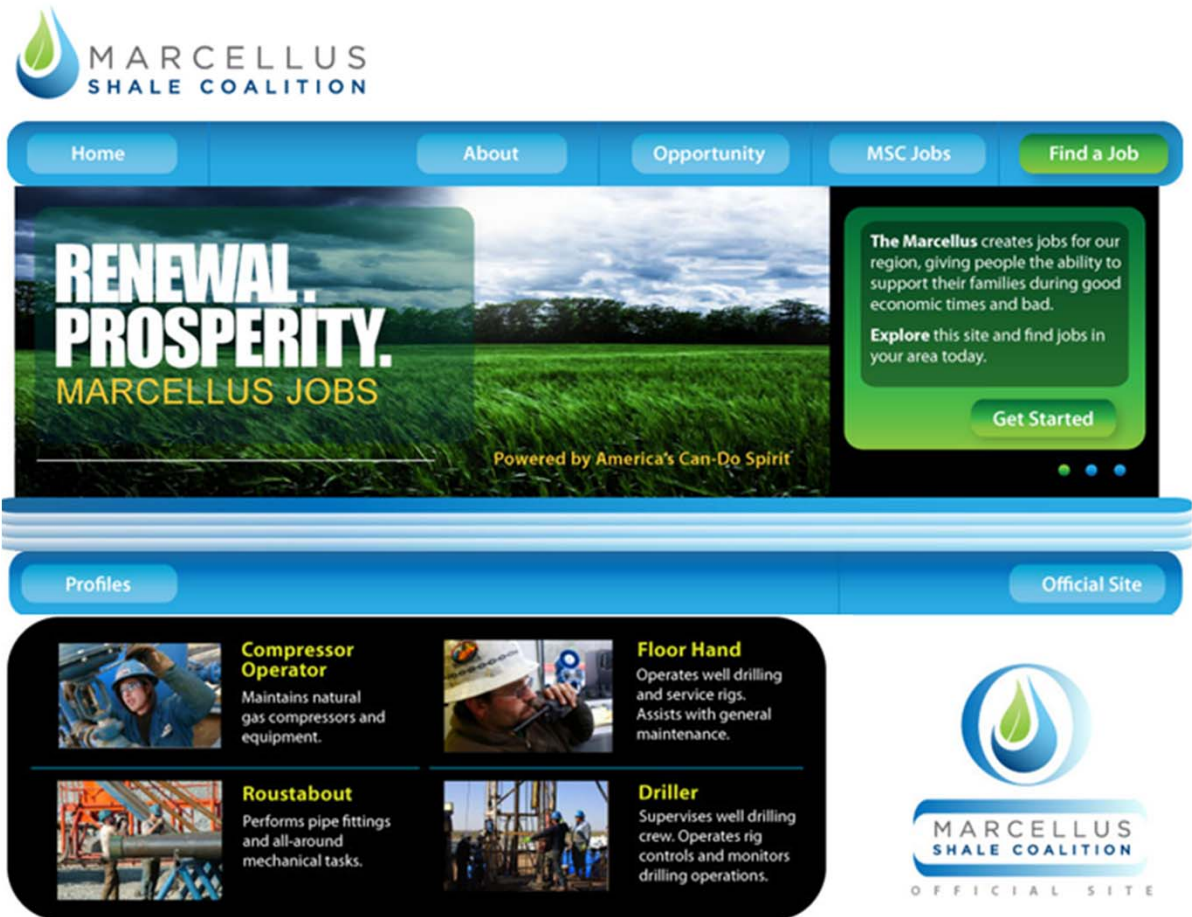 MARCELLUS
SHALE COALITION
Home
About
Opportunity
MSC Jobs
Find a Job
RENEWAL.
PROSPERITY.
MARCELLUS JOBS
Powered by America's Can-Do Spirit
The Marcellus creates jobs for our
region, giving people the ability to
support their families during good
economic times and bad.
Explore this site and find jobs in
your area today.
Get Started
Profiles
Official Site
Compressor
Operator
Maintains natural
gas compressors and
equipment.
Floor Hand
Operates well drilling
and service rigs.
Assists with general
maintenance.
Roustabout
Performs pipe fittings
and all-around
mechanical tasks.
Driller
Supervises well drilling
crew. Operates rig
controls and monitors
drilling operations.
MARCELLUS
SHALE COALITION
OFFICIAL SITE